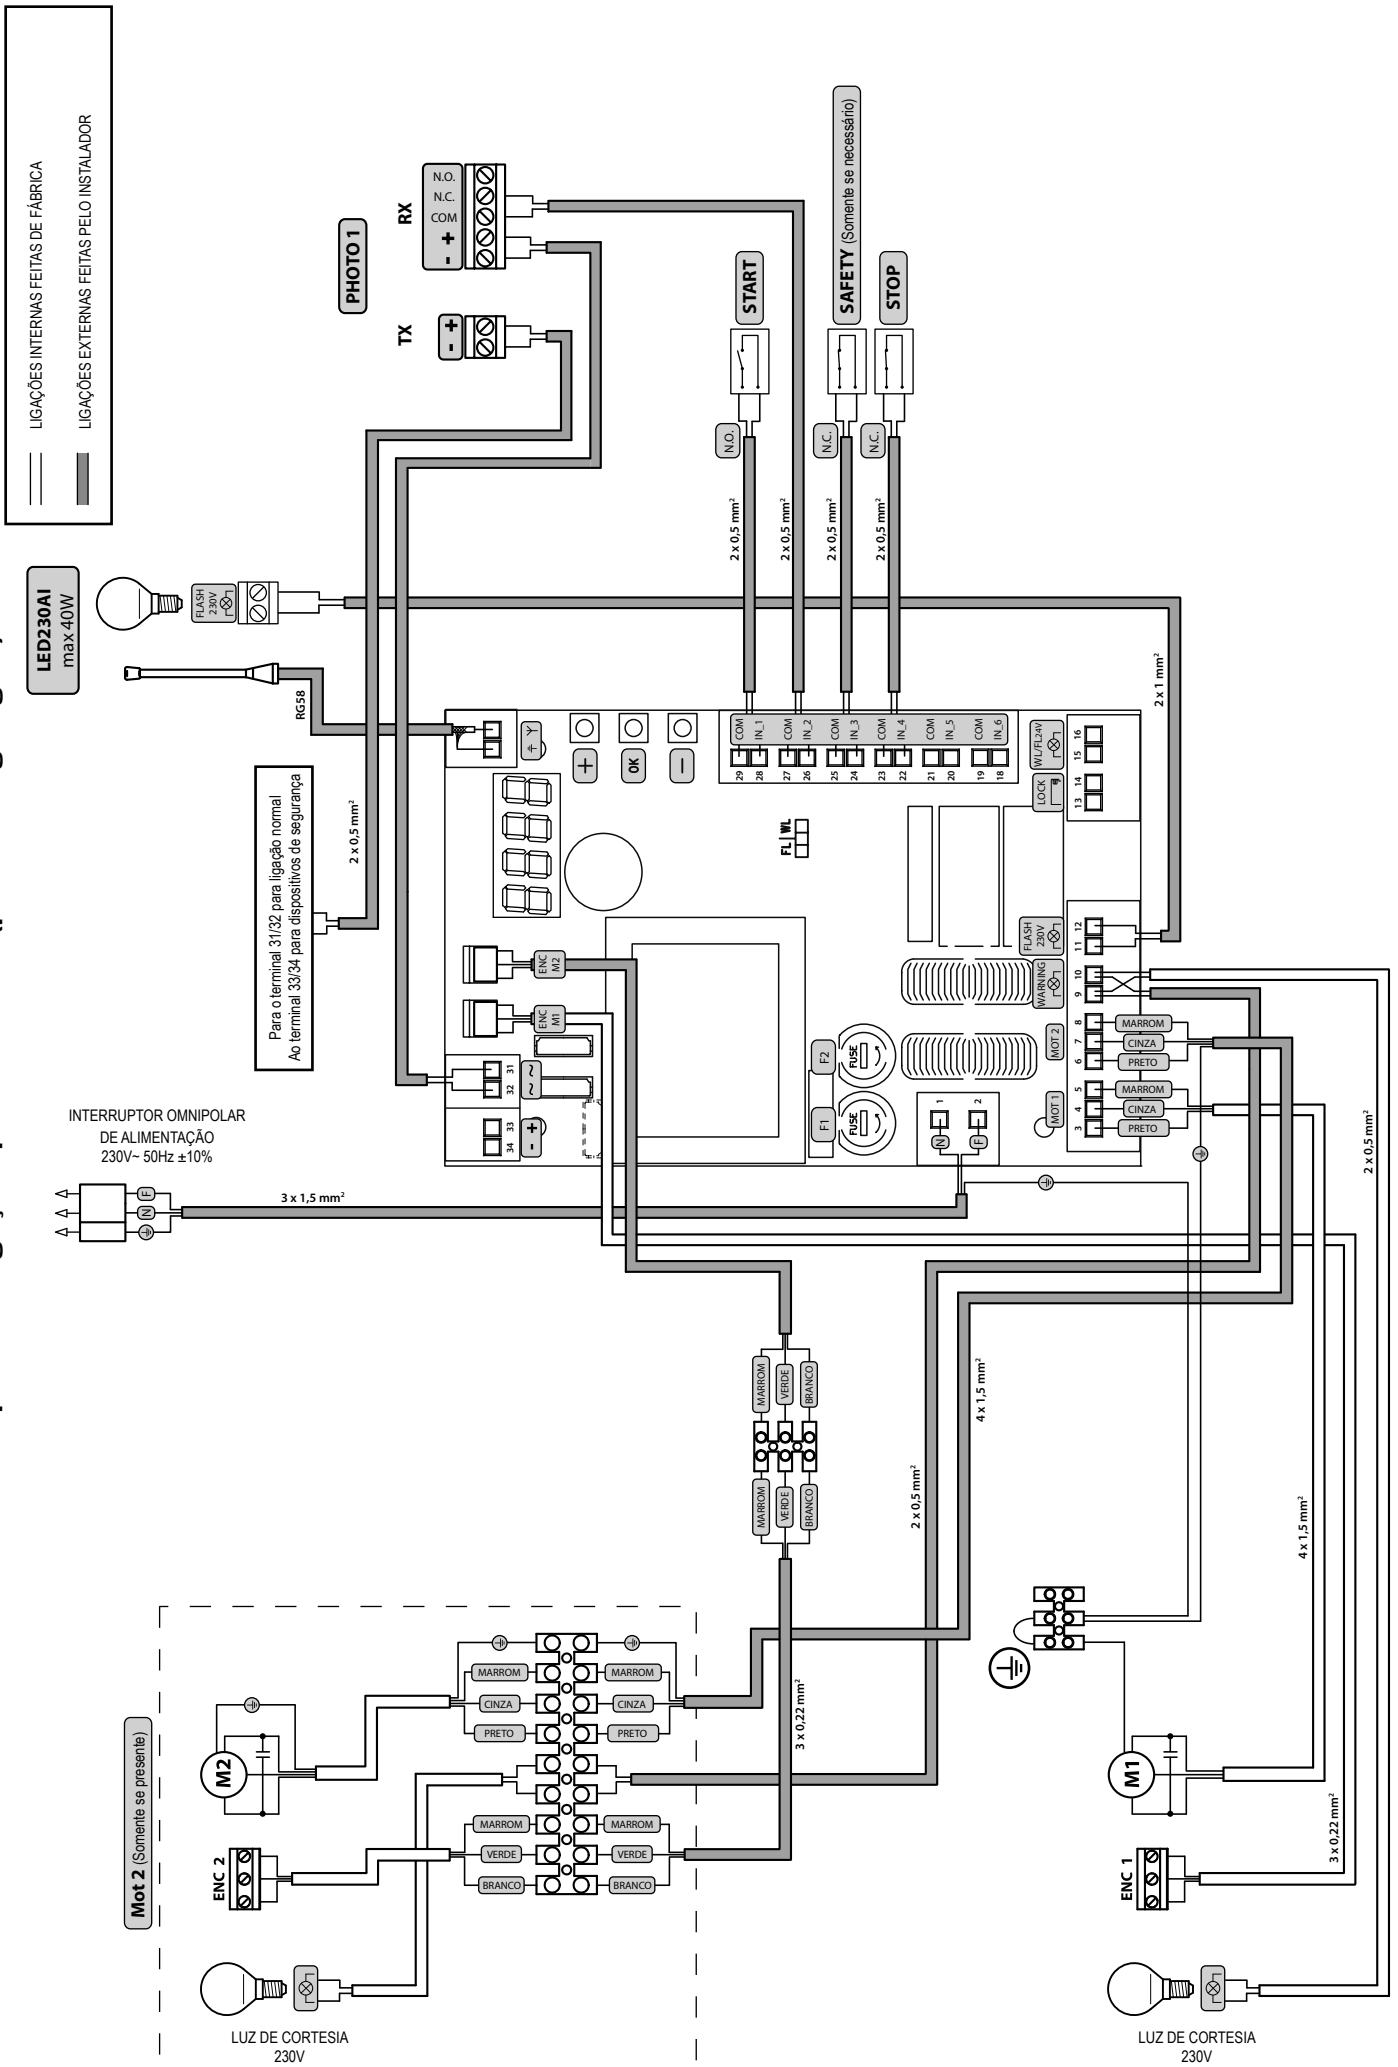 LIGAÇÕES INTERNAS FEITAS DE FÁBRICA
LIGAÇÕES EXTERNAS FEITAS PELO INSTALADOR
LED230AI
max 40W
FLASH
230V
RG58
PHOTO 1
TX
- +
RX
- + COM N.C. N.O.
Para o terminal 31/32 para ligação normal
Ao terminal 33/34 para dispositivos de segurança
2 x 0,5 mm²
START
SAFETY (Somente se necessário)
STOP
N.O.
N.C.
N.C.
2 x 0,5 mm²
2 x 0,5 mm²
2 x 0,5 mm²
2 x 0,5 mm²
2 x 1 mm²
+
OK
-
29 COM
28 IN_1
27 COM
26 IN_2
25 COM
24 IN_3
23 COM
22 IN_4
21 COM
20 IN_5
19 COM
18 IN_6
WL/FL24V
LOCK
13 14 15 16
FL WL
FLASH
230V
WARNING
MOT 2
MOT 1
3 4 5 6 7 8 9 10 11 12
ENC
M2
ENC
M1
34 33 32 31
- +
~ ~
F2
FUSE
F1
FUSE
1
2
N
F
MARROM
CINZA
PRETO
MARROM
CINZA
PRETO
INTERRUPTOR OMNIPOLAR
DE ALIMENTAÇÃO
230V~ 50Hz ±10%
F
N
3 x 1,5 mm²
2 x 0,5 mm²
MARROM
VERDE
BRANCO
MARROM
VERDE
BRANCO
4 x 1,5 mm²
2 x 0,5 mm²
4 x 1,5 mm²
3 x 0,22 mm²
3 x 0,22 mm²
Mot 2 (Somente se presente)
M2
ENC 2
MARROM
CINZA
PRETO
MARROM
VERDE
BRANCO
MARROM
CINZA
PRETO
MARROM
VERDE
BRANCO
M1
ENC 1
LUZ DE CORTESIA
230V
LUZ DE CORTESIA
230V